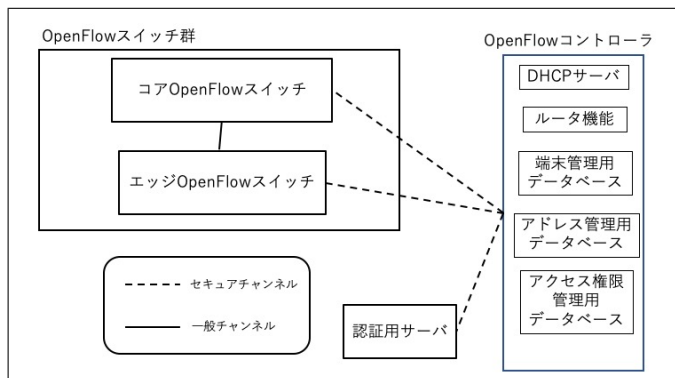 OpenFlowスイッチ群
コアOpenFlowスイッチ
エッジOpenFlowスイッチ
セキュアチャンネル
一般チャンネル
認証用サーバ
OpenFlowコントローラ
DHCPサーバ
ルータ機能
端末管理用
データベース
アドレス管理用
データベース
アクセス権限
管理用
データベース